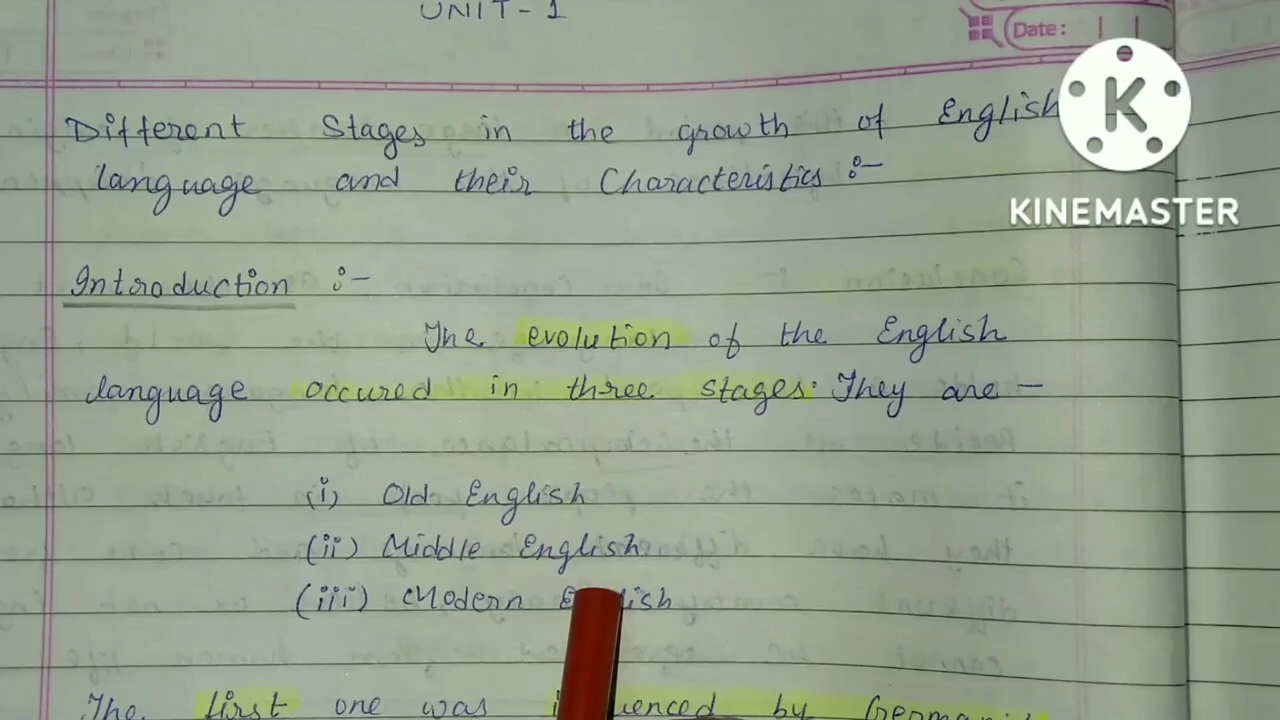 UNIT-1
Date:
K
KINEMASTER
Different Stages in the growth of English
language and their Characteristics :-
Introduction :-
The evolution of the English
language occured in three stages. They are -
(i) Old English
(ii) Middle English
(iii) Modern English
The first one was by